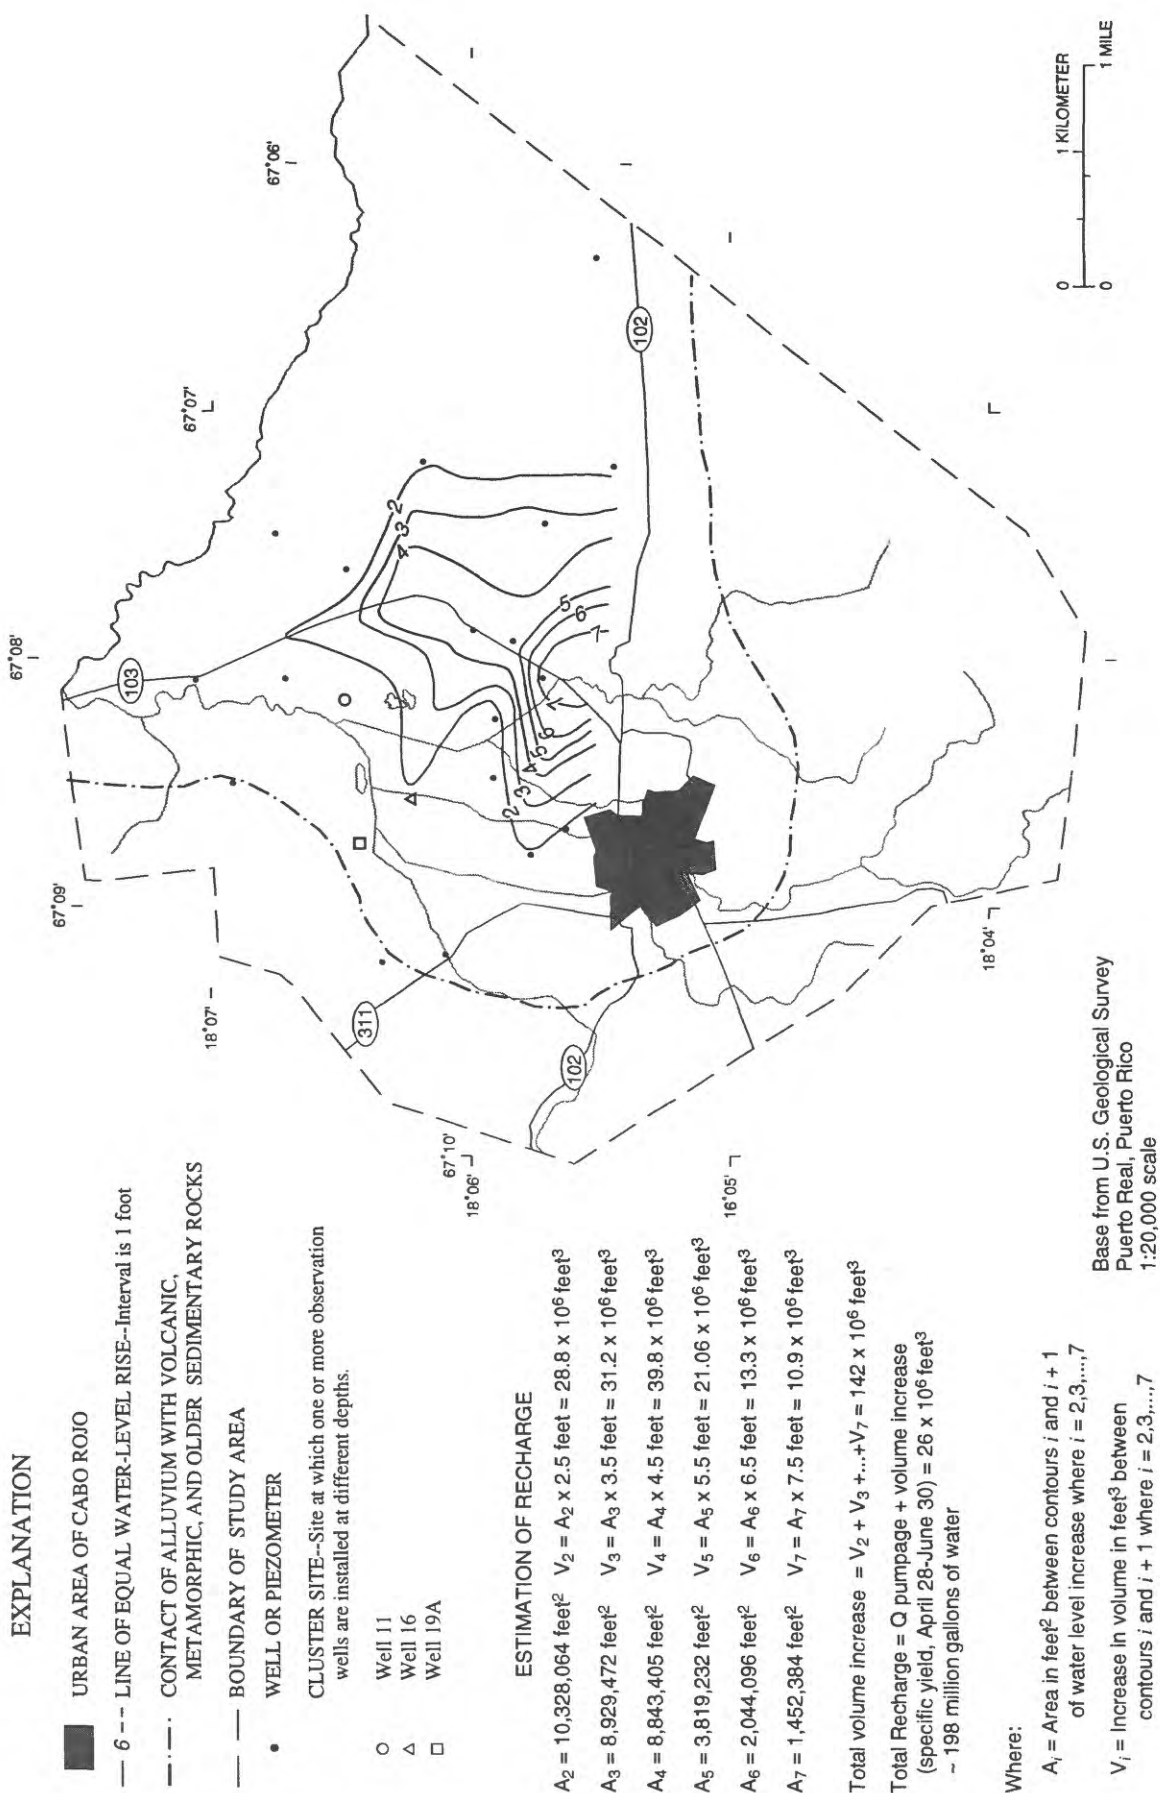 EXPLANATION
URBAN AREA OF CABO ROJO
6 LINE OF EQUAL WATER-LEVEL RISE--Interval is 1 foot
CONTACT OF ALLUVIUM WITH VOLCANIC,
METAMORPHIC, AND OLDER SEDIMENTARY ROCKS
BOUNDARY OF STUDY AREA
WELL OR PIEZOMETER
CLUSTER SITE--Site at which one or more observation
wells are installed at different depths.
Well 11
Well 16
Well 19A
ESTIMATION OF RECHARGE
A₂ = 10,328,064 feet² V₂ = A₂ x 2.5 feet = 28.8 x 10⁶ feet³
A₃ = 8,929,472 feet² V₃ = A₃ x 3.5 feet = 31.2 x 10⁶ feet³
A₄ = 8,843,405 feet² V₄ = A₄ x 4.5 feet = 39.8 x 10⁶ feet³
A₅ = 3,819,232 feet² V₅ = A₅ x 5.5 feet = 21.06 x 10⁶ feet³
A₆ = 2,044,096 feet² V₆ = A₆ x 6.5 feet = 13.3 x 10⁶ feet³
A₇ = 1,452,384 feet² V₇ = A₇ x 7.5 feet = 10.9 x 10⁶ feet³
Total volume increase = V₂ + V₃ +...+V₇ = 142 x 10⁶ feet³
Total Recharge = Q pumpage + volume increase
(specific yield, April 28-June 30) = 26 x 10⁶ feet³
~ 198 million gallons of water
Where:
Aᵢ = Area in feet² between contours i and i + 1
of water level increase where i = 2,3,...,7
Vᵢ = Increase in volume in feet³ between
contours i and i + 1 where i = 2,3,...,7
Base from U.S. Geological Survey
Puerto Real, Puerto Rico
1:20,000 scale
67°10'
67°09'
67°08'
67°07'
67°06'
18°07'
18°06'
16°05'
18°04'
103
311
102
102
2
3
4
5
6
7
2
3
4
5
6
7
0 1 KILOMETER
0 1 MILE